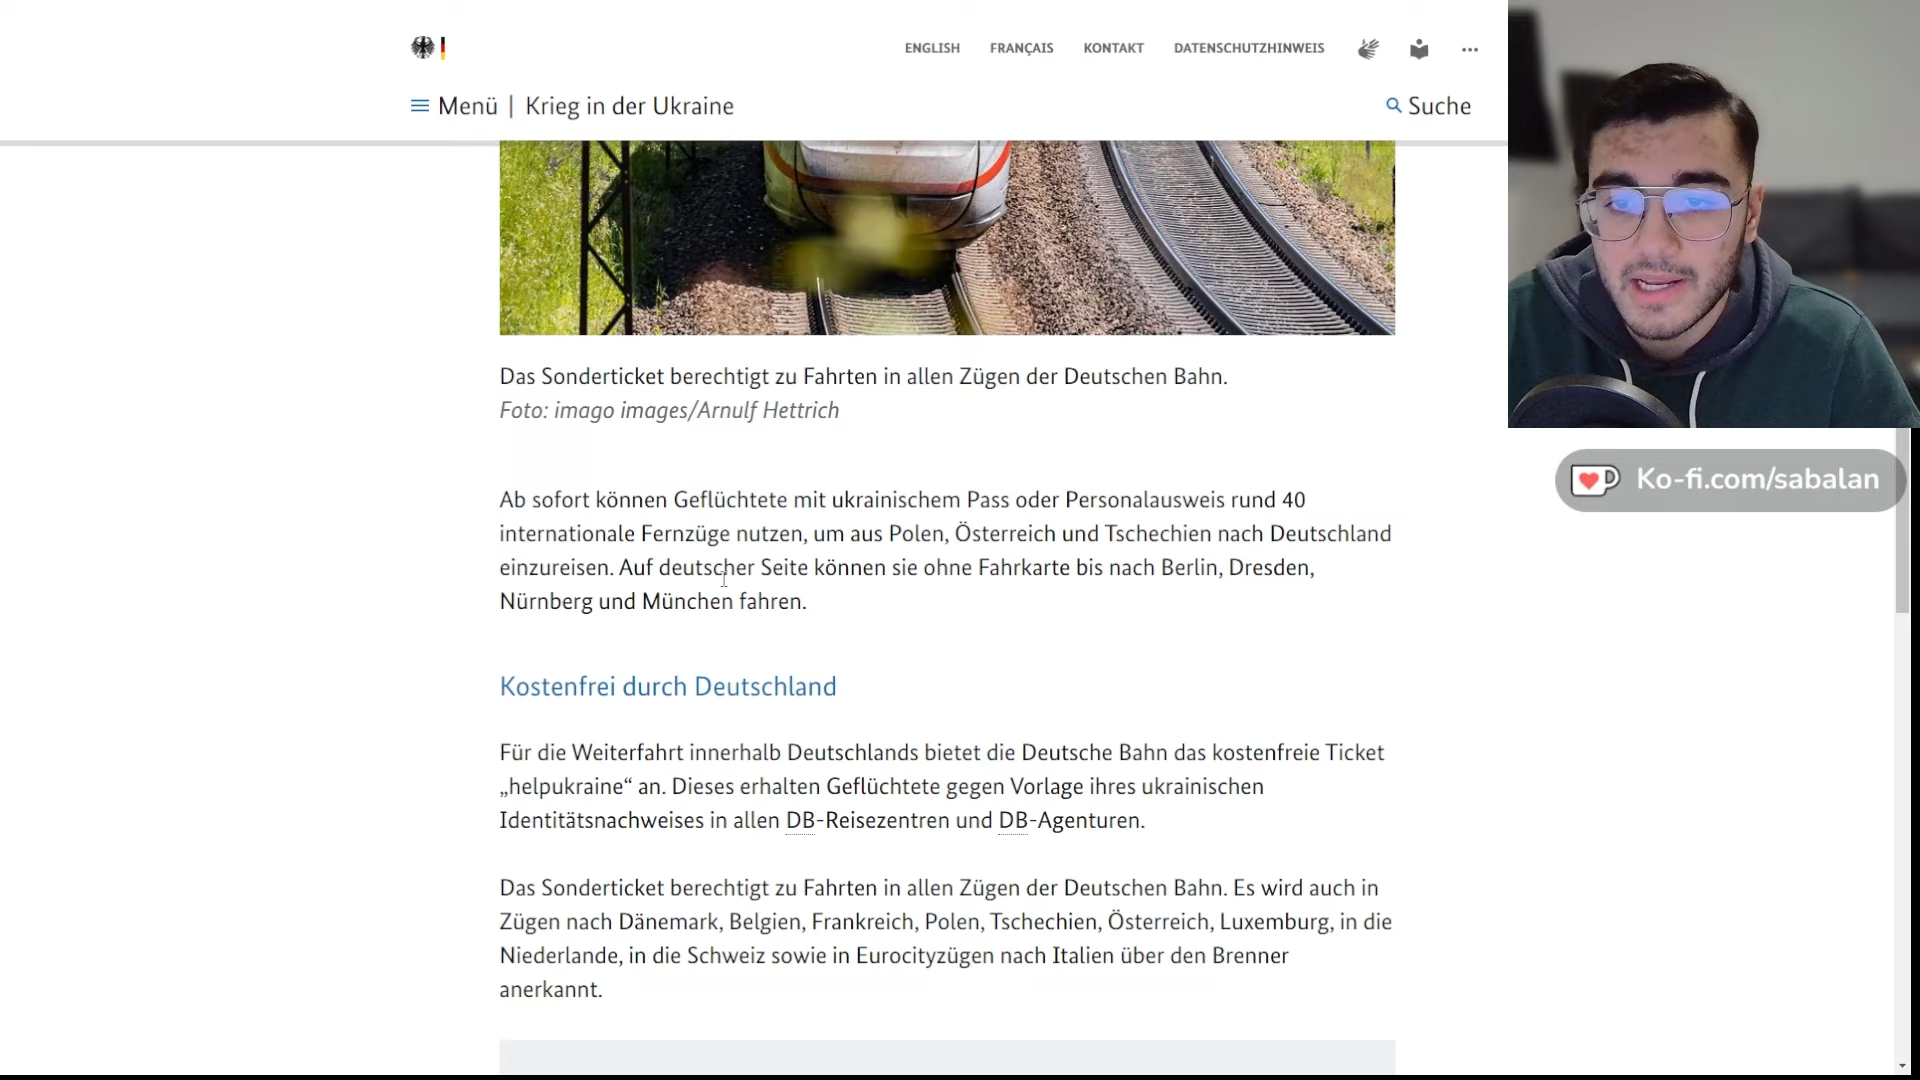 ENGLISH FRANÇAIS KONTAKT DATENSCHUTZHINWEIS
Menü | Krieg in der Ukraine
Suche
Das Sonderticket berechtigt zu Fahrten in allen Zügen der Deutschen Bahn.
Foto: imago images/Arnulf Hettrich
Ab sofort können Geflüchtete mit ukrainischem Pass oder Personalausweis rund 40
internationale Fernzüge nutzen, um aus Polen, Österreich und Tschechien nach Deutschland
einzureisen. Auf deutscher Seite können sie ohne Fahrkarte bis nach Berlin, Dresden,
Nürnberg und München fahren.
Kostenfrei durch Deutschland
Für die Weiterfahrt innerhalb Deutschlands bietet die Deutsche Bahn das kostenfreie Ticket
„helpukraine“ an. Dieses erhalten Geflüchtete gegen Vorlage ihres ukrainischen
Identitätsnachweises in allen DB-Reisezentren und DB-Agenturen.
Das Sonderticket berechtigt zu Fahrten in allen Zügen der Deutschen Bahn. Es wird auch in
Zügen nach Dänemark, Belgien, Frankreich, Polen, Tschechien, Österreich, Luxemburg, in die
Niederlande, in die Schweiz sowie in Eurocityzügen nach Italien über den Brenner
anerkannt.
Ko-fi.com/sabalan